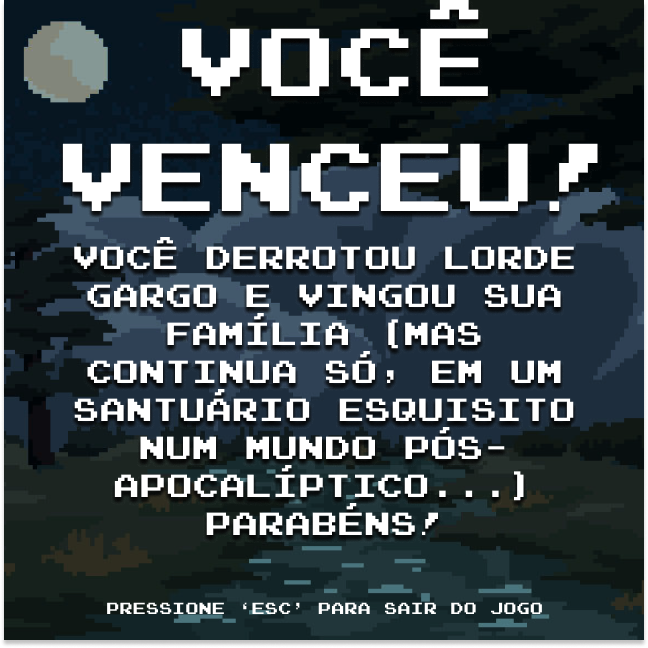 VOCÊ
VENCEU!
VOCÊ DERROTOU LORDE
GARGO E VINGOU SUA
FAMÍLIA (MAS
CONTINUA SÓ, EM UM
SANTUÁRIO ESQUISITO
NUM MUNDO PÓS-
APOCALÍPTICO...)
PARABÉNS!
PRESSIONE ‘ESC’ PARA SAIR DO JOGO